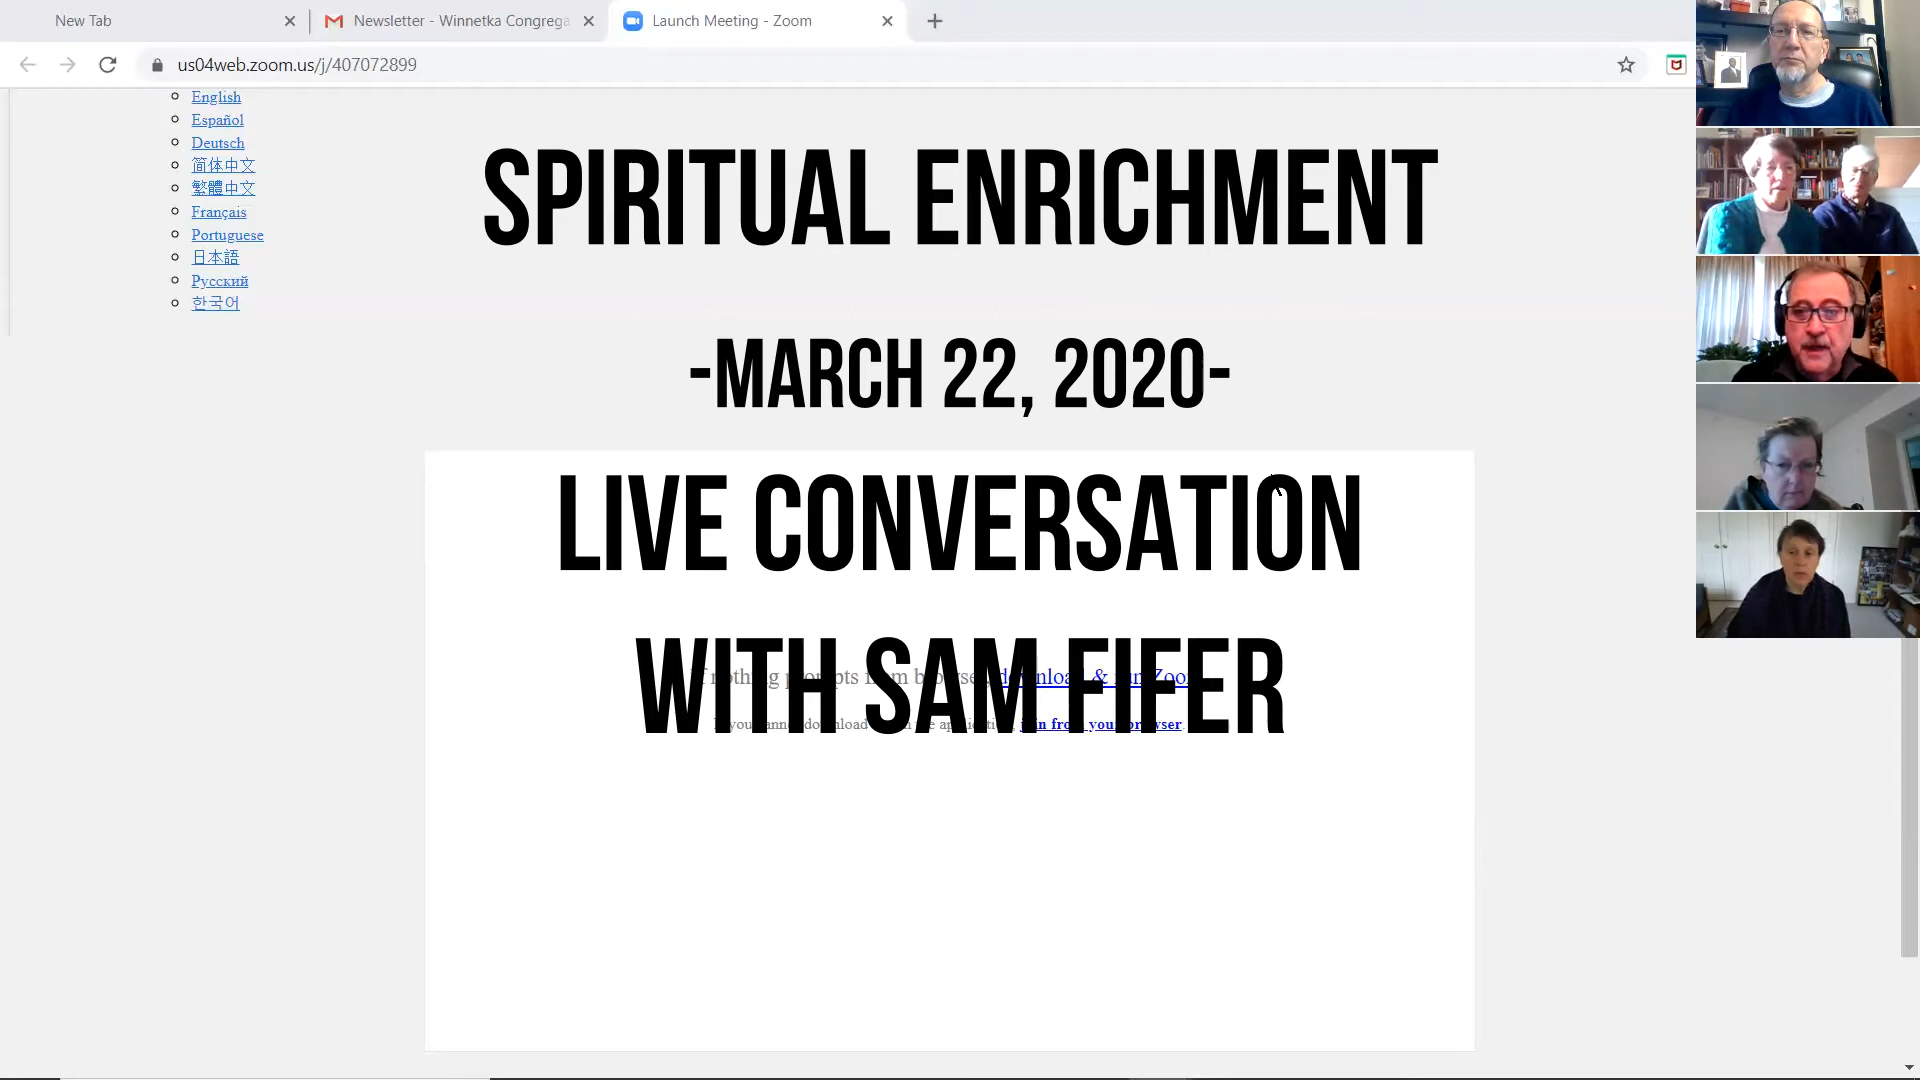 New Tab
Newsletter - Winnetka Congrega
Launch Meeting - Zoom
us04web.zoom.us/j/407072899
English
Español
Deutsch
简体中文
繁體中文
Français
Portuguese
日本語
Русский
한국어
SPIRITUAL ENRICHMENT
-MARCH 22, 2020-
LIVE CONVERSATION
WITH SAM FIFER